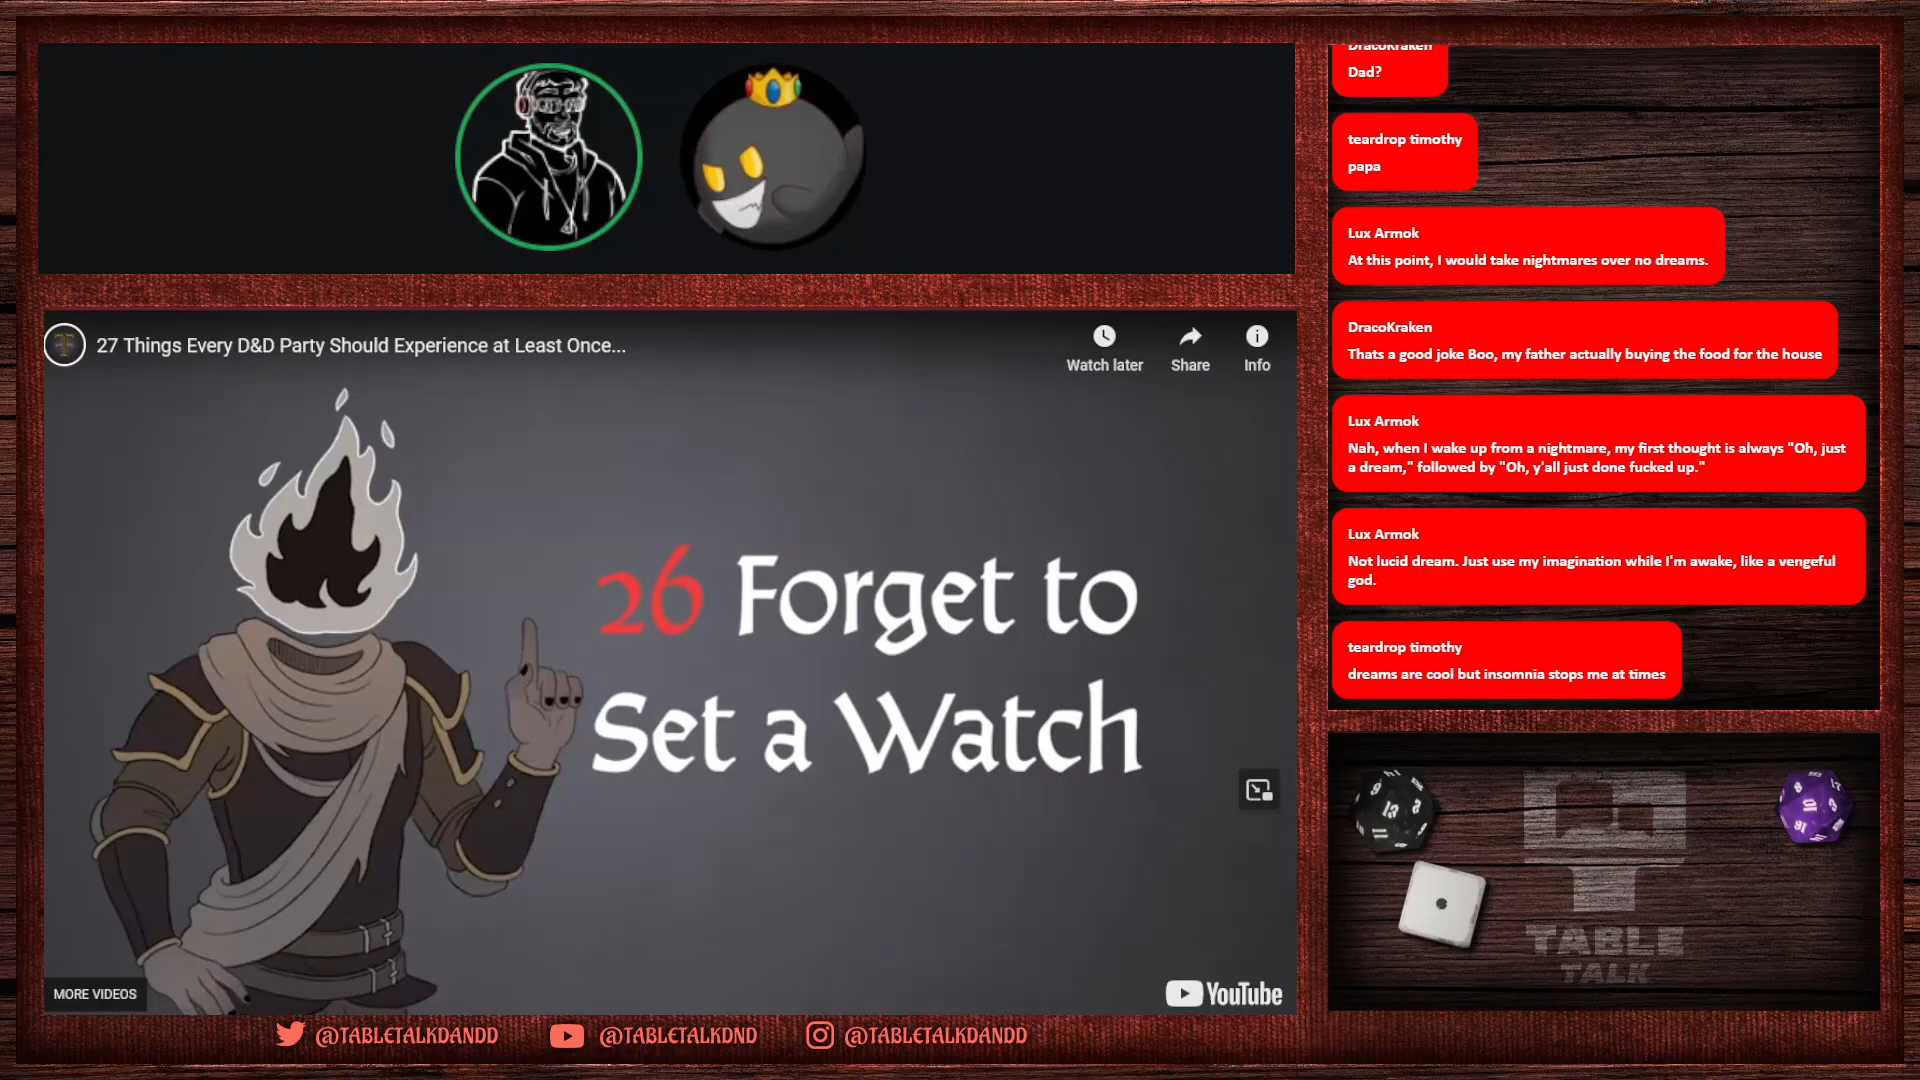 27 Things Every D&D Party Should Experience at Least Once...
Watch later
Share
Info
26 Forget to
Set a Watch
MORE VIDEOS
YouTube
@TABLETALKDANDD
@TABLETALKDND
@TABLETALKDANDD
DracoKraken
Dad?
teardrop timothy
papa
Lux Armok
At this point, I would take nightmares over no dreams.
DracoKraken
Thats a good joke Boo, my father actually buying the food for the house
Lux Armok
Nah, when I wake up from a nightmare, my first thought is always "Oh, just
a dream," followed by "Oh, y'all just done fucked up."
Lux Armok
Not lucid dream. Just use my imagination while I'm awake, like a vengeful
god.
teardrop timothy
dreams are cool but insomnia stops me at times
13
TABLE
TALK